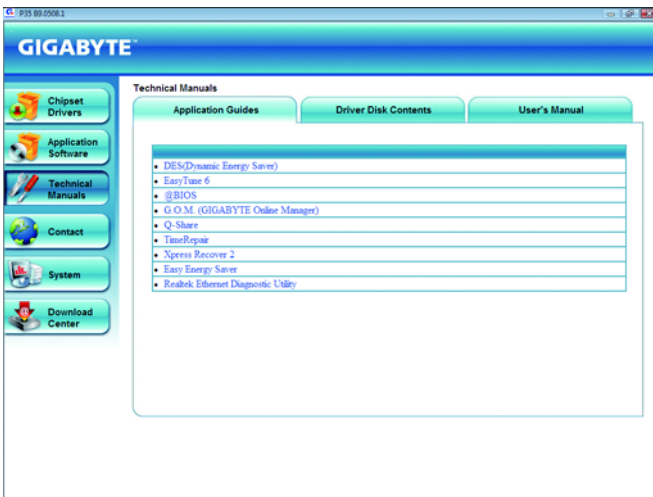 P35 B9.0508.1
GIGABYTE™
Chipset
Drivers
Application
Software
Technical
Manuals
Contact
System
Download
Center
Technical Manuals
Application Guides
Driver Disk Contents
User's Manual
• DES(Dynamic Energy Saver)
• EasyTune 6
• @BIOS
• G.O.M. (GIGABYTE Online Manager)
• Q-Share
• TimeRepair
• Xpress Recover 2
• Easy Energy Saver
• Realtek Ethernet Diagnostic Utility